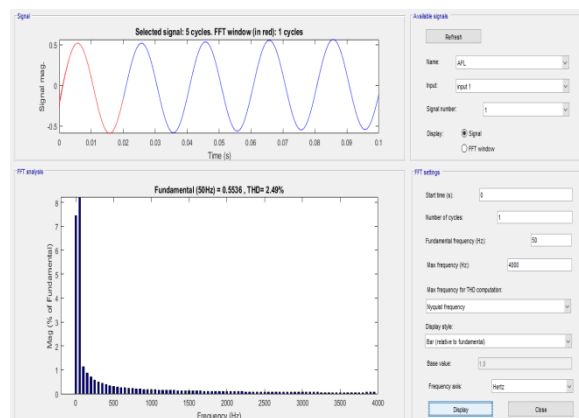 Signal
Selected signal: 5 cycles. FFT window (in red): 1 cycles
0.5
0
-0.5
Signal mag.
0 0.01 0.02 0.03 0.04 0.05 0.06 0.07 0.08 0.09 0.1
Time (s)
FFT analysis
Fundamental (50Hz) = 0.5536 , THD= 2.49%
8
7
6
5
4
3
2
1
0
Mag (% of Fundamental)
0 500 1000 1500 2000 2500 3000 3500 4000
Frequency (Hz)
Available signals
Refresh
Name: AFL
Input: input 1
Signal number: 1
Display: Signal
FFT window
FFT settings
Start time (s): 0
Number of cycles: 1
Fundamental frequency (Hz): 50
Max frequency (Hz): 4000
Max frequency for THD computation:
Nyquist frequency
Display style:
Bar (relative to fundamental)
Base value: 1.0
Frequency axis: Hertz
Display Close